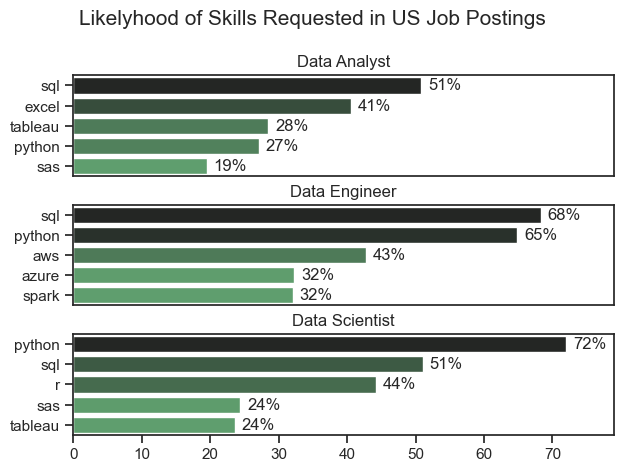 Likelyhood of Skills Requested in US Job Postings
Data Analyst
sql 51%
excel 41%
tableau 28%
python 27%
sas 19%
Data Engineer
sql 68%
python 65%
aws 43%
azure 32%
spark 32%
Data Scientist
python 72%
sql 51%
r 44%
sas 24%
tableau 24%
0 10 20 30 40 50 60 70